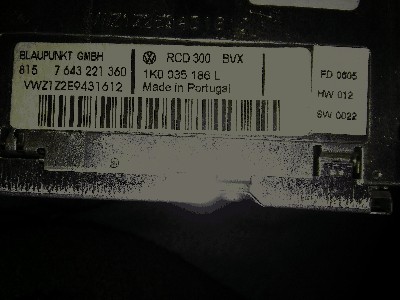 BLAUPUNKT GMBH
815 7 643 221 360
VWZ1Z2E9431612
RCD 300 BVX
1K0 035 186 L
Made in Portugal
FD 0605
HW 012
SW 0022